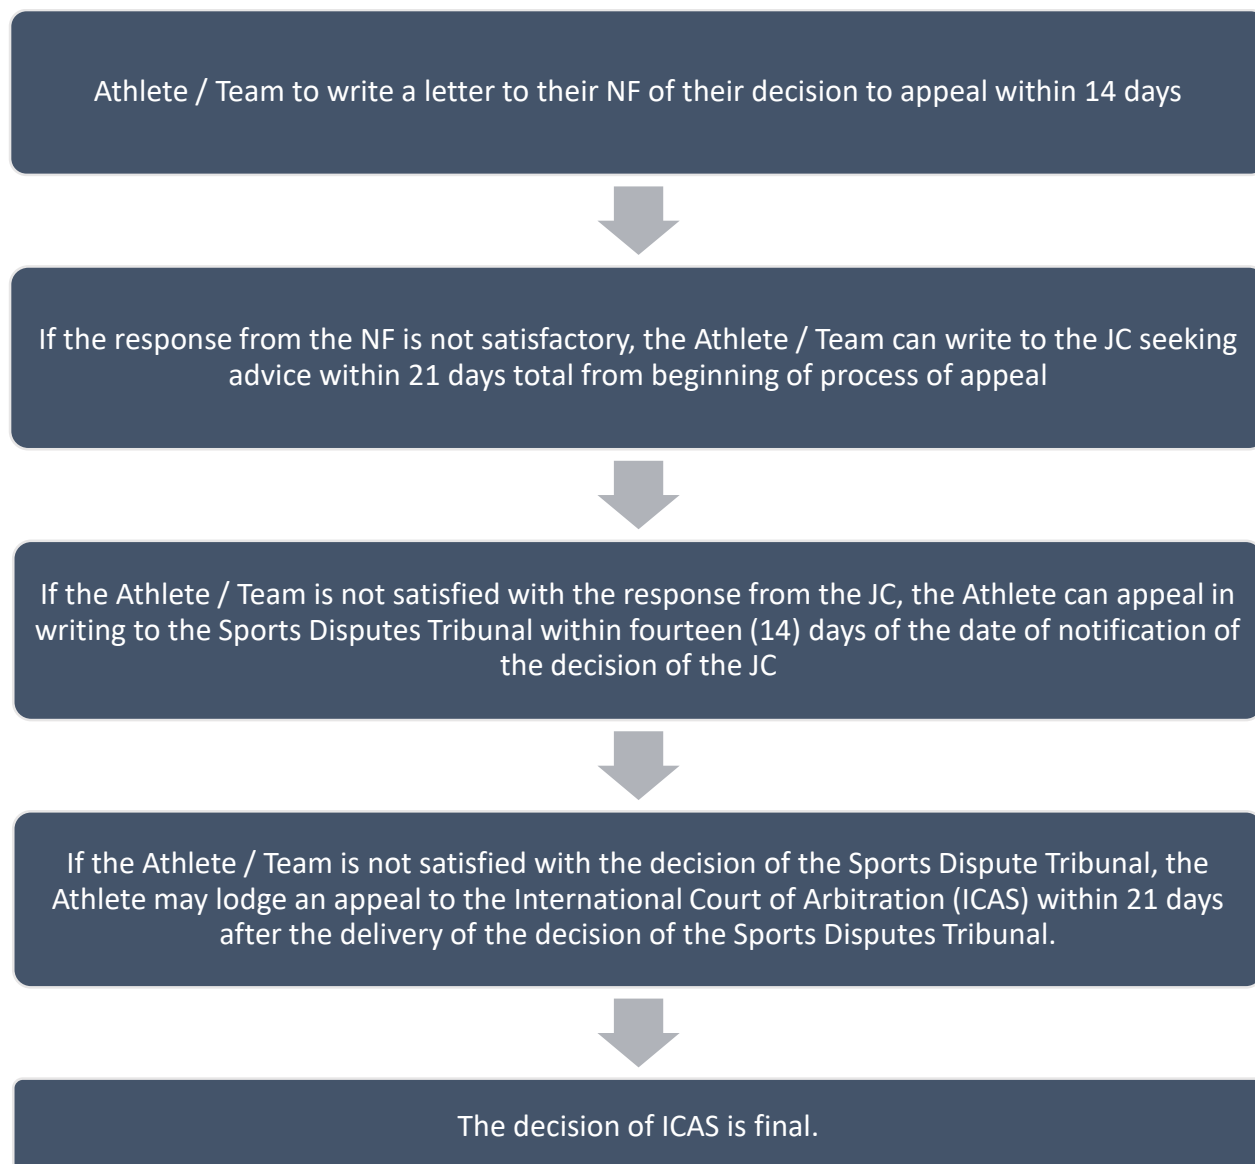 Athlete / Team to write a letter to their NF of their decision to appeal within 14 days
If the response from the NF is not satisfactory, the Athlete / Team can write to the JC seeking
advice within 21 days total from beginning of process of appeal
If the Athlete / Team is not satisfied with the response from the JC, the Athlete can appeal in
writing to the Sports Disputes Tribunal within fourteen (14) days of the date of notification of
the decision of the JC
If the Athlete / Team is not satisfied with the decision of the Sports Dispute Tribunal, the
Athlete may lodge an appeal to the International Court of Arbitration (ICAS) within 21 days
after the delivery of the decision of the Sports Disputes Tribunal.
The decision of ICAS is final.